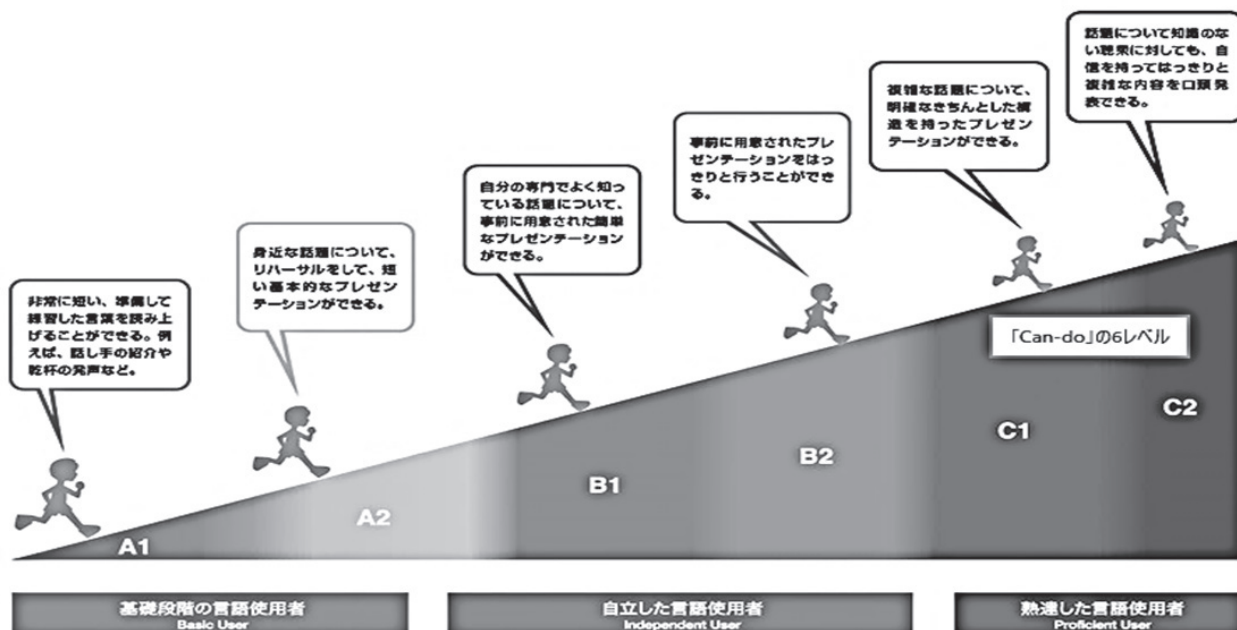 非常に短い、準備して
練習した言葉を読み上
げることができる。例
えば、話し手の紹介や
乾杯の発声など。
身近な話題について、
リハーサルをして、短
い基本的なプレゼン
テーションができる。
自分の専門でよく知っ
ている話題について、
事前に用意された簡単
なプレゼンテーション
ができる。
事前に用意されたプレ
ゼンテーションをはっ
きりと行うことができ
る。
複雑な話題について、
明確なきちんとした構
造を持ったプレゼン
テーションができる。
話題について知識のな
い聴衆に対しても、自
信を持ってはっきりと
複雑な内容を口頭発
表できる。
「Can-do」の6レベル
A1
A2
B1
B2
C1
C2
基礎段階の言語使用者
Basic User
自立した言語使用者
Independent User
熟達した言語使用者
Proficient User